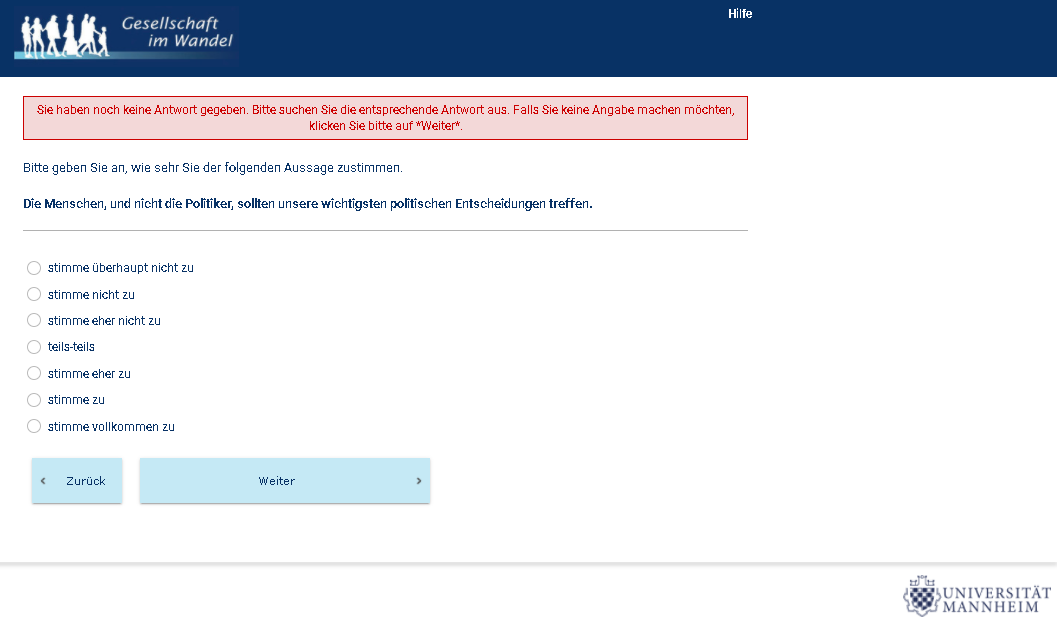 Gesellschaft
im Wandel
Hilfe
Sie haben noch keine Antwort gegeben. Bitte suchen Sie die entsprechende Antwort aus. Falls Sie keine Angabe machen möchten,
klicken Sie bitte auf *Weiter*.
Bitte geben Sie an, wie sehr Sie der folgenden Aussage zustimmen.
Die Menschen, und nicht die Politiker, sollten unsere wichtigsten politischen Entscheidungen treffen.
stimme überhaupt nicht zu
stimme nicht zu
stimme eher nicht zu
teils-teils
stimme eher zu
stimme zu
stimme vollkommen zu
Zurück
Weiter
UNIVERSITÄT
MANNHEIM